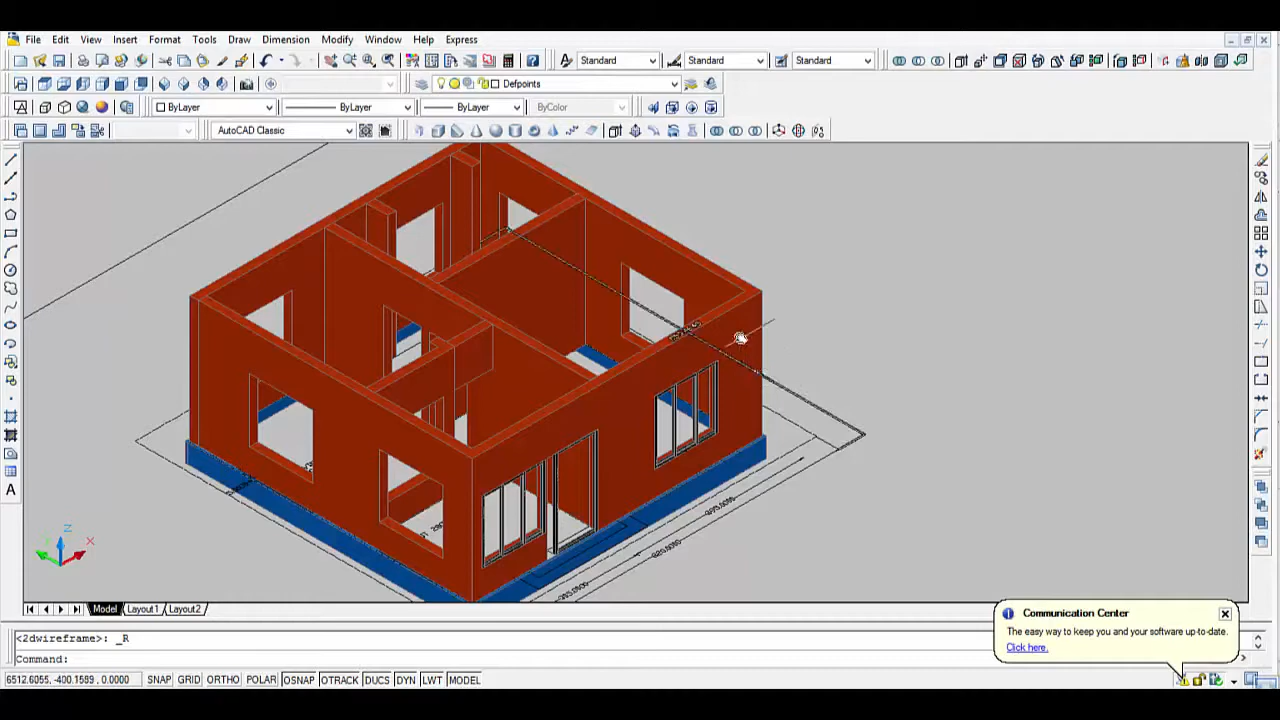 File Edit View Insert Format Tools Draw Dimension Modify Window Help Express
Standard Standard Standard
Defpoints
ByLayer ByLayer ByLayer ByColor
AutoCAD Classic
Z
X
Model Layout1 Layout2
<2dwireframe>: _R
Command:
Communication Center
The easy way to keep you and your software up-to-date.
Click here.
6512.6055, -400.1599 , 0.0000 SNAP GRID ORTHO POLAR OSNAP OTRACK DUCS DYN LWT MODEL